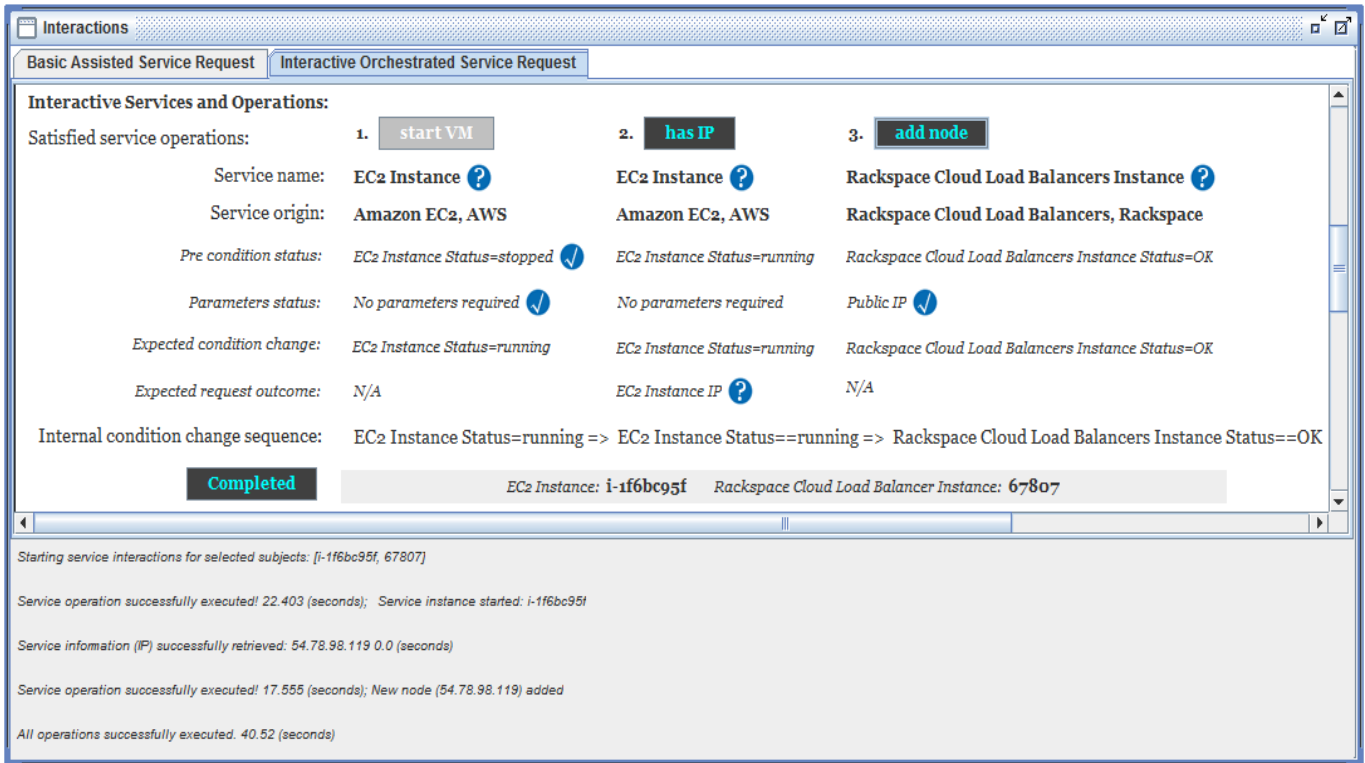 Interactions
Basic Assisted Service Request Interactive Orchestrated Service Request
Interactive Services and Operations:
Satisfied service operations: 1. start VM 2. has IP 3. add node
Service name: EC2 Instance ? EC2 Instance ? Rackspace Cloud Load Balancers Instance ?
Service origin: Amazon EC2, AWS Amazon EC2, AWS Rackspace Cloud Load Balancers, Rackspace
Pre condition status: EC2 Instance Status=stopped EC2 Instance Status=running Rackspace Cloud Load Balancers Instance Status=OK
Parameters status: No parameters required No parameters required Public IP
Expected condition change: EC2 Instance Status=running EC2 Instance Status=running Rackspace Cloud Load Balancers Instance Status=OK
Expected request outcome: N/A EC2 Instance IP ? N/A
Internal condition change sequence: EC2 Instance Status=running => EC2 Instance Status==running => Rackspace Cloud Load Balancers Instance Status==OK
Completed EC2 Instance: i-1f6bc95f Rackspace Cloud Load Balancer Instance: 67807
Starting service interactions for selected subjects: [i-1f6bc95f, 67807]
Service operation successfully executed! 22.403 (seconds); Service instance started: i-1f6bc95f
Service information (IP) successfully retrieved: 54.78.98.119 0.0 (seconds)
Service operation successfully executed! 17.555 (seconds); New node (54.78.98.119) added
All operations successfully executed. 40.52 (seconds)